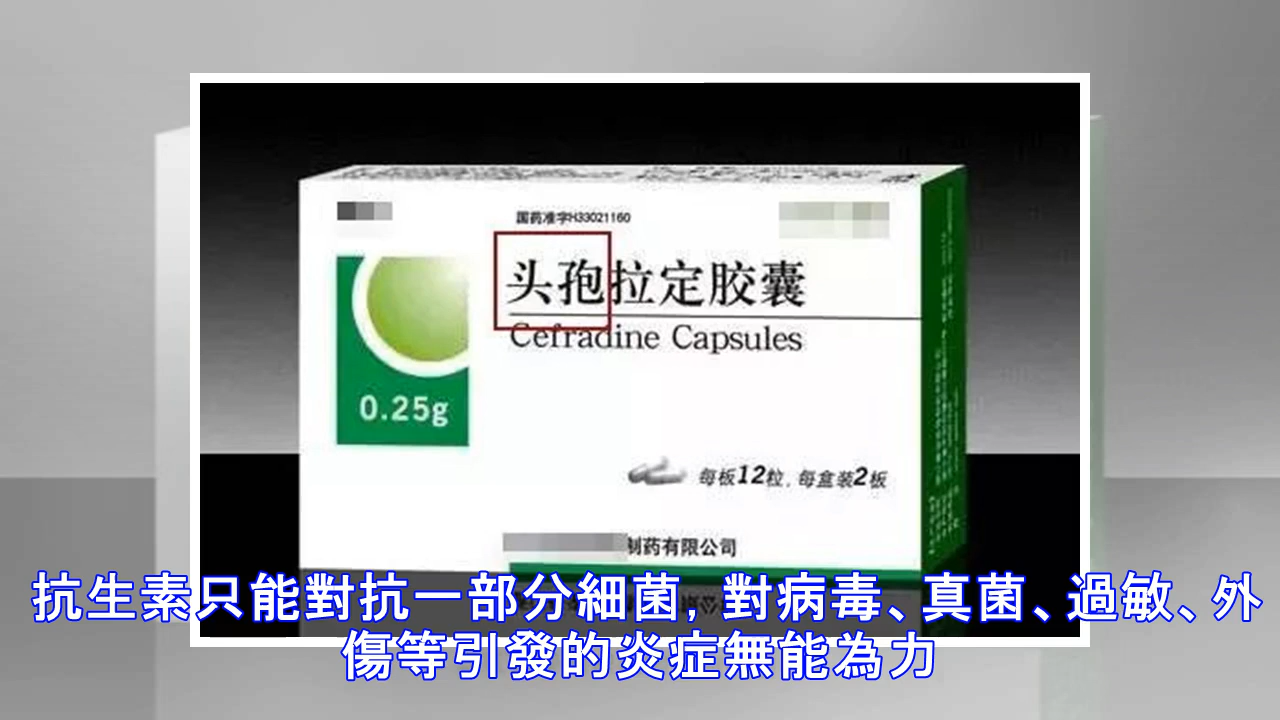 国药准字H33021160
头孢拉定胶囊
Cefradine Capsules
0.25g
每板12粒，每盒装2板
制药有限公司
抗生素只能對抗一部分細菌，對病毒、真菌、過敏、外
傷等引發的炎症無能為力